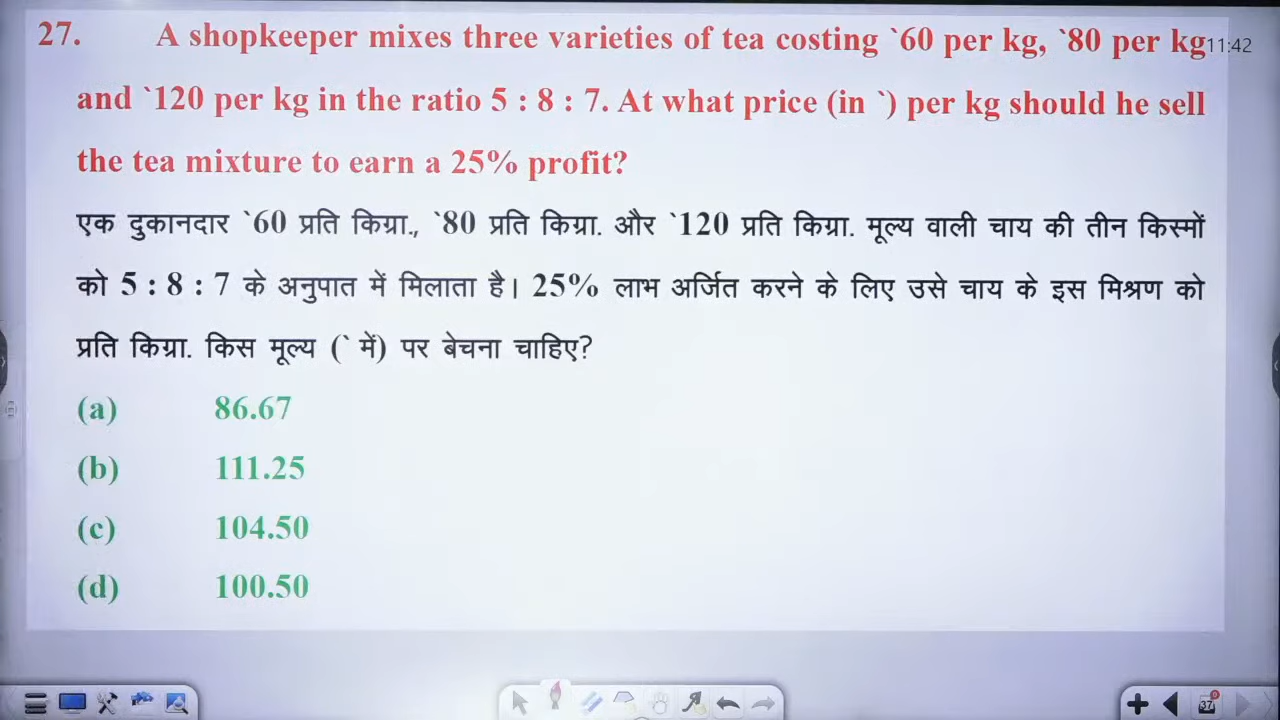 27. A shopkeeper mixes three varieties of tea costing `60 per kg, `80 per kg
11:42
and `120 per kg in the ratio 5 : 8 : 7. At what price (in `) per kg should he sell
the tea mixture to earn a 25% profit?
एक दुकानदार `60 प्रति किग्रा., `80 प्रति किग्रा. और `120 प्रति किग्रा. मूल्य वाली चाय की तीन किस्मों
को 5 : 8 : 7 के अनुपात में मिलाता है। 25% लाभ अर्जित करने के लिए उसे चाय के इस मिश्रण को
प्रति किग्रा. किस मूल्य (` में) पर बेचना चाहिए?
(a) 86.67
(b) 111.25
(c) 104.50
(d) 100.50
37